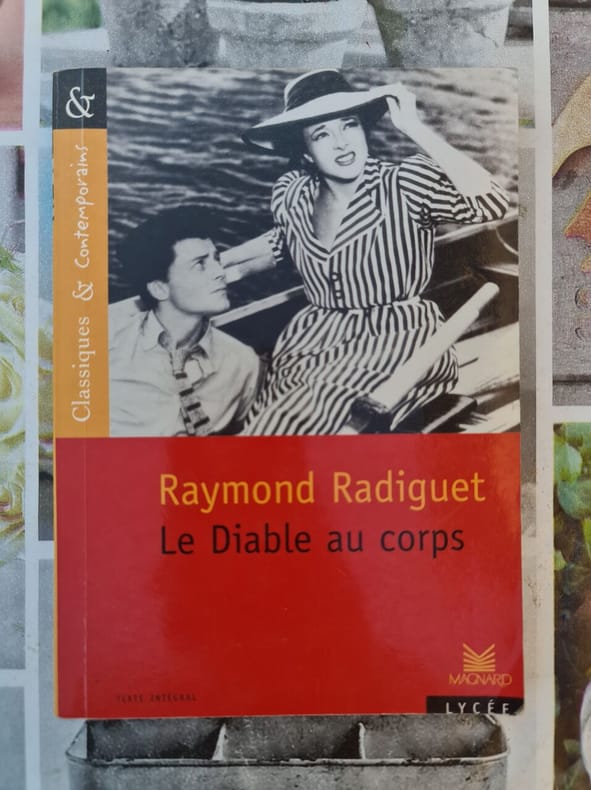 Classiques & Contemporains
&
Raymond Radiguet
Le Diable au corps
MAGNARD
TEXTE INTÉGRAL
LYCÉE